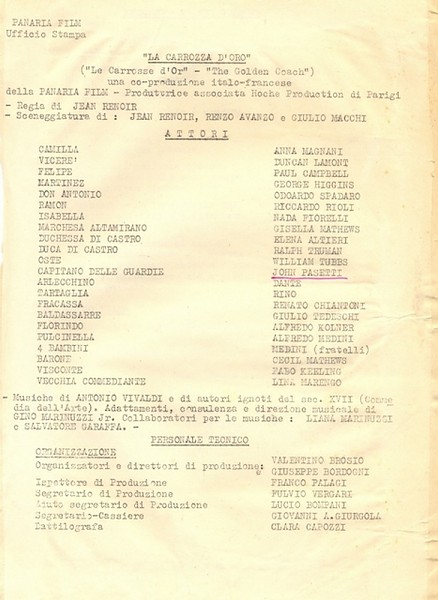 PANARIA FILM
Ufficio Stampa
"LA CARROZZA D'ORO"
("Le Carrosse d'Or" - "The Golden Coach")
una co-produzione italo-francese
della PANARIA FILM - Produttrice associata Hoche Production di Parigi
- Regia di JEAN RENOIR
- Sceneggiatura di : JEAN RENOIR, RENZO AVANZO e GIULIO MACCHI
ATTORI
CAMILLA ANNA MAGNANI
VICERE' DUNCAN LAMONT
FELIPE PAUL CAMPBELL
MARTINEZ GEORGE HIGGINS
DON ANTONIO ODOARDO SPADARO
RAMON RICCARDO RIOLI
ISABELLA NADA FIORELLI
MARCHESA ALTAMIRANO GISELLA MATHEWS
DUCHESSA DI CASTRO ELENA ALTIERI
DUCA DI CASTRO RALPH TRUMAN
OSTE WILLIAM TUBBS
CAPITANO DELLE GUARDIE JOHN PASETTI
ARLECCHINO DANTE
TARTAGLIA RINO
FRACASSA RENATO CHIANTONI
BALDASSARRE GIULIO TEDESCHI
FLORINDO ALFREDO KOLNER
PULCINELLA ALFREDO MEDINI
4 BAMBINI MEDINI (fratelli)
BARONE CECIL MATHEWS
VISCONTE FABO KEELING
VECCHIA COMMEDIANTE LINA MARENGO
- Musiche di ANTONIO VIVALDI e di autori ignoti del sec. XVII (Comme
dia dell'Arte). Adattamenti, consulenza e direzione musicale di
GINO MARINUZZI Jr. Collaboratori per le musiche : LIANA MARINUZZI
e SALVATORE GARAFFA. -
PERSONALE TECNICO
ORGANIZZAZIONE
Organizzatori e direttori di produzione: VALENTINO BROSIO
GIUSEPPE BORDOGNI
Ispettore di Produzione FRANCO PALAGI
Segretario di Produzione FULVIO VERGARI
Aiuto segretario di Produzione LUCIO BOMPANI
Segretario-Cassiere GIOVANNI A.GIURGOLA
Dattilografa CLARA CAPOZZI